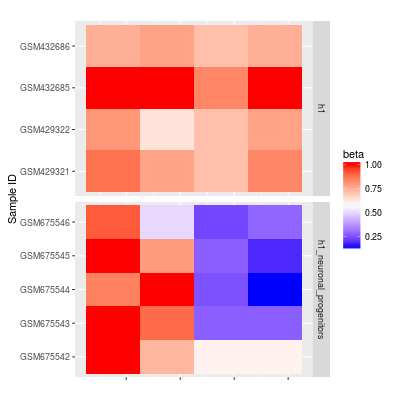 Sample ID
GSM432686
GSM432685
GSM429322
GSM429321
h1
GSM675546
GSM675545
GSM675544
GSM675543
GSM675542
h1_neuronal_progenitors
beta
1.00
0.75
0.50
0.25